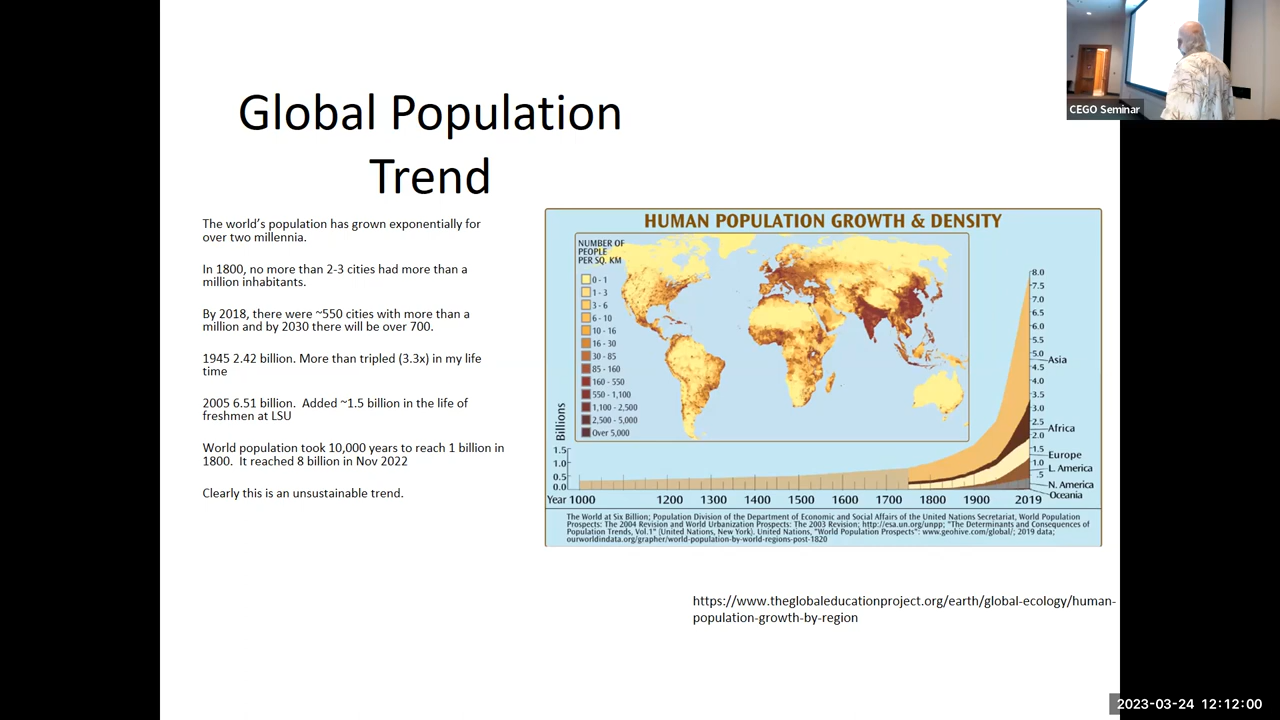 CEGO Seminar
Global Population
Trend
The world's population has grown exponentially for
over two millennia.
In 1800, no more than 2-3 cities had more than a
million inhabitants.
By 2018, there were ~550 cities with more than a
million and by 2030 there will be over 700.
1945 2.42 billion. More than tripled (3.3x) in my life
time
2005 6.51 billion.  Added ~1.5 billion in the life of
freshmen at LSU
World population took 10,000 years to reach 1 billion in
1800.  It reached 8 billion in Nov 2022
Clearly this is an unsustainable trend.
HUMAN POPULATION GROWTH & DENSITY
NUMBER OF
PEOPLE
PER SQ. KM
0 - 1
1 - 3
3 - 6
6 - 10
10 - 16
16 - 30
30 - 85
85 - 160
160 - 550
550 - 1,100
1,100 - 2,500
2,500 - 5,000
Over 5,000
Billions
1.5
1.0
0.5
0.0
8.0
7.5
7.0
6.5
6.0
5.5
5.0
4.5
4.0
3.5
3.0
2.5
2.0
1.5
1.0
.5
Asia
Africa
Europe
L. America
N. America
Oceania
Year 1000 1200 1300 1400 1500 1600 1700 1800 1900 2019
The World at Six Billion; Population Division of the Department of Economic and Social Affairs of the United Nations Secretariat, World Population
Prospects: The 2004 Revision and World Urbanization Prospects: The 2003 Revision; http://esa.un.org/unpp; "The Determinants and Consequences of
Population Trends, Vol.1" (United Nations, New York). United Nations, "World Population Prospects": www.geohive.com/global/; 2019 data;
ourworldindata.org/grapher/world-population-by-world-regions-post-1820
https://www.theglobaleducationproject.org/earth/global-ecology/human-
population-growth-by-region
2023-03-24 12:12:00